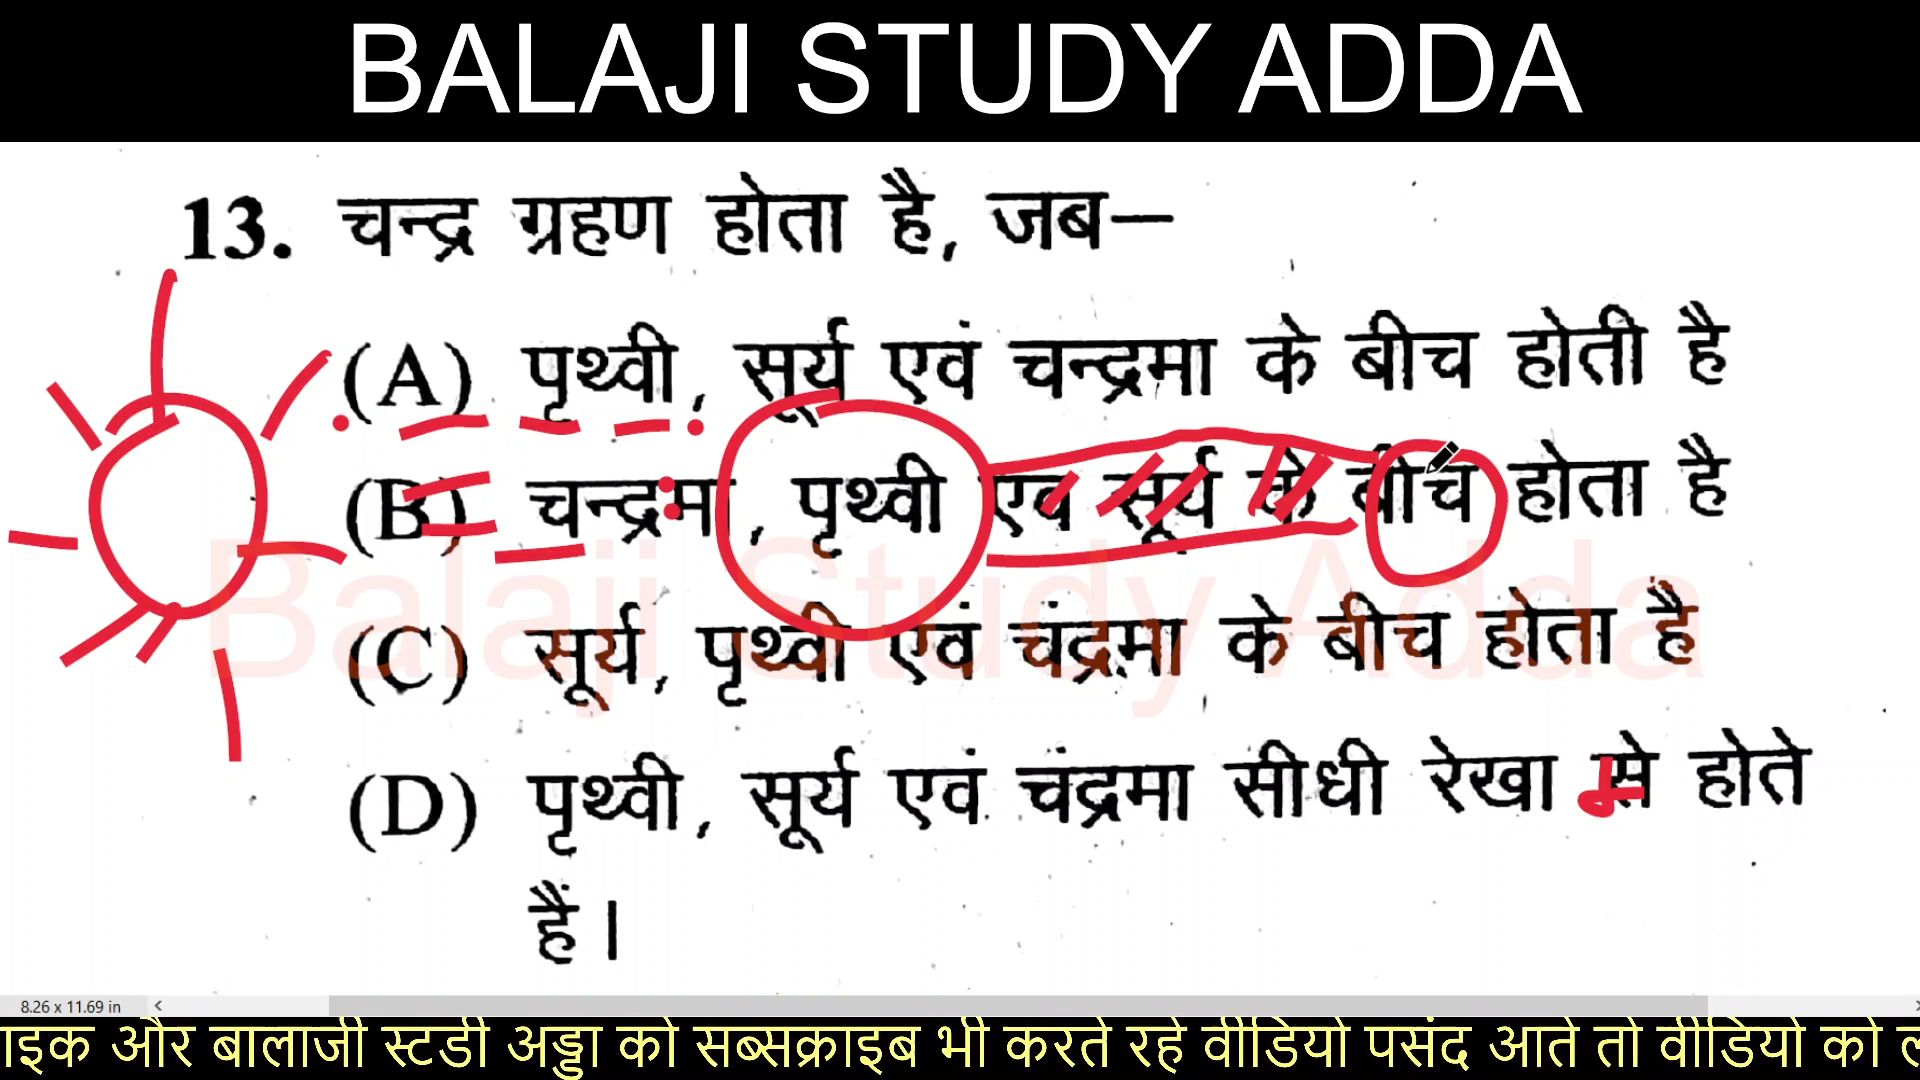 BALAJI STUDY ADDA
13. चन्द्र ग्रहण होता है, जब—
(A) पृथ्वी, सूर्य एवं चन्द्रमा के बीच होती है
(B) चन्द्रमा, पृथ्वी एवं सूर्य के बीच होता है
Balaji Study Adda
(C) सूर्य, पृथ्वी एवं चंद्रमा के बीच होता है
(D) पृथ्वी, सूर्य एवं चंद्रमा सीधी रेखा से होते
हैं।
8.26 x 11.69 in
और बालाजी स्टडी अड्डा को सब्सक्राइब भी करते रहे वीडियो पसंद आते तो वीडियो को